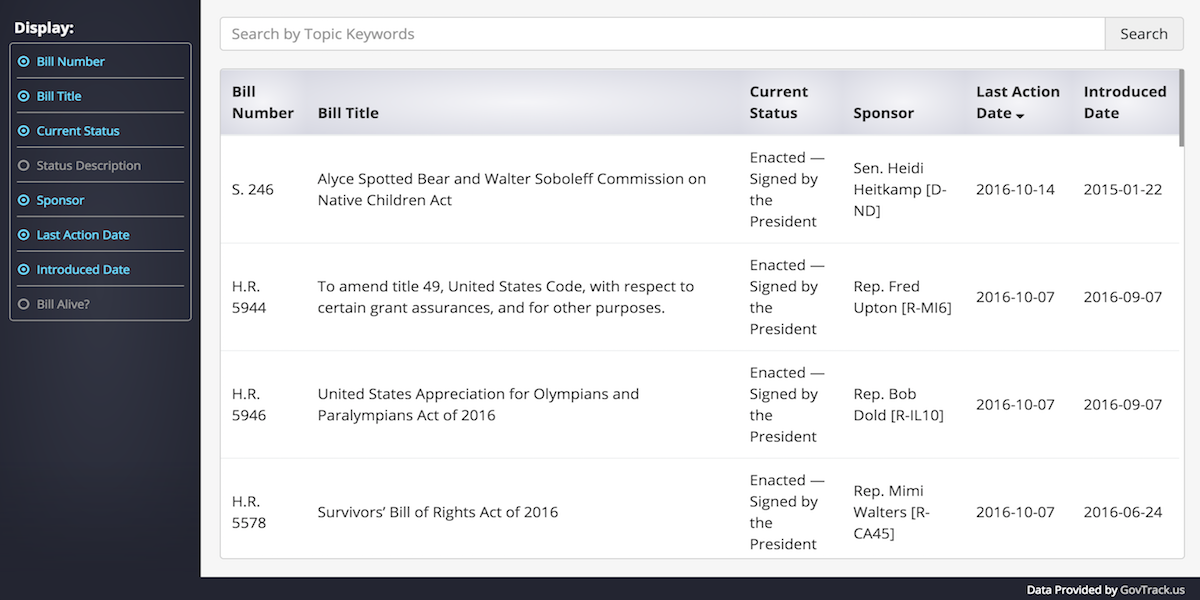 Display:
Bill Number
Bill Title
Current Status
Status Description
Sponsor
Last Action Date
Introduced Date
Bill Alive?
Search by Topic Keywords
Search
Bill
Number
Bill Title
Current
Status
Sponsor
Last Action
Date
Introduced
Date
S. 246
Alyce Spotted Bear and Walter Soboleff Commission on
Native Children Act
Enacted —
Signed by
the
President
Sen. Heidi
Heitkamp [D-
ND]
2016-10-14
2015-01-22
H.R.
5944
To amend title 49, United States Code, with respect to
certain grant assurances, and for other purposes.
Enacted —
Signed by
the
President
Rep. Fred
Upton [R-MI6]
2016-10-07
2016-09-07
H.R.
5946
United States Appreciation for Olympians and
Paralympians Act of 2016
Enacted —
Signed by
the
President
Rep. Bob
Dold [R-IL10]
2016-10-07
2016-09-07
H.R.
5578
Survivors’ Bill of Rights Act of 2016
Enacted —
Signed by
the
President
Rep. Mimi
Walters [R-
CA45]
2016-10-07
2016-06-24
Data Provided by GovTrack.us